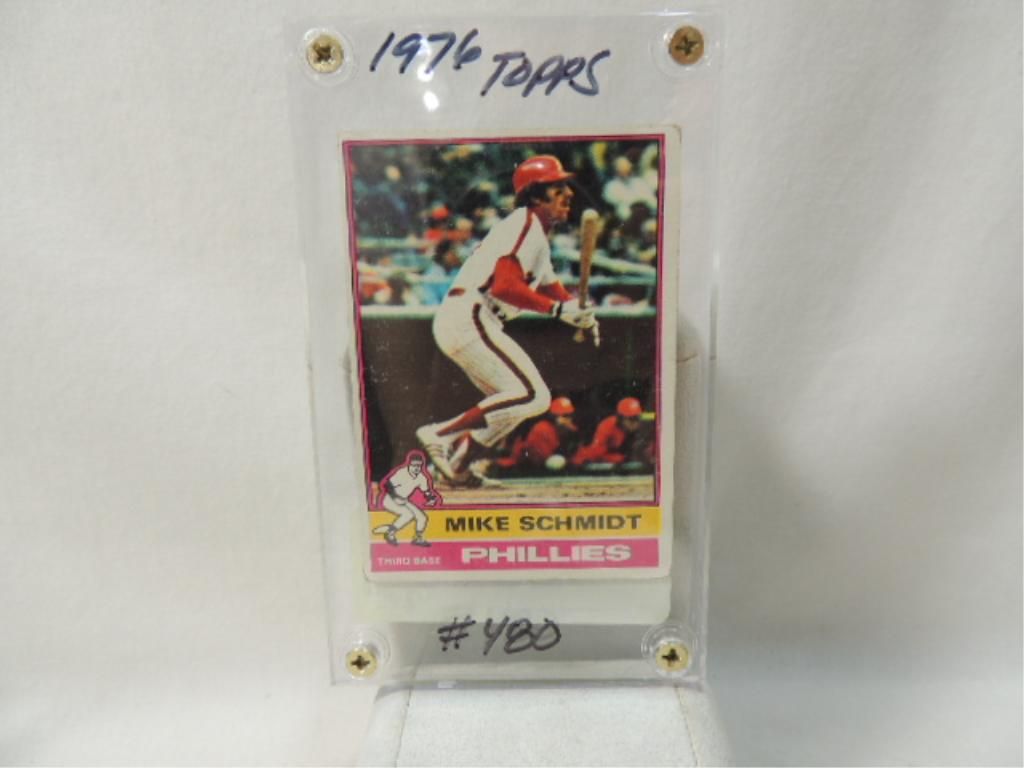 1976 TOPPS
MIKE SCHMIDT
THIRD BASE PHILLIES
#480